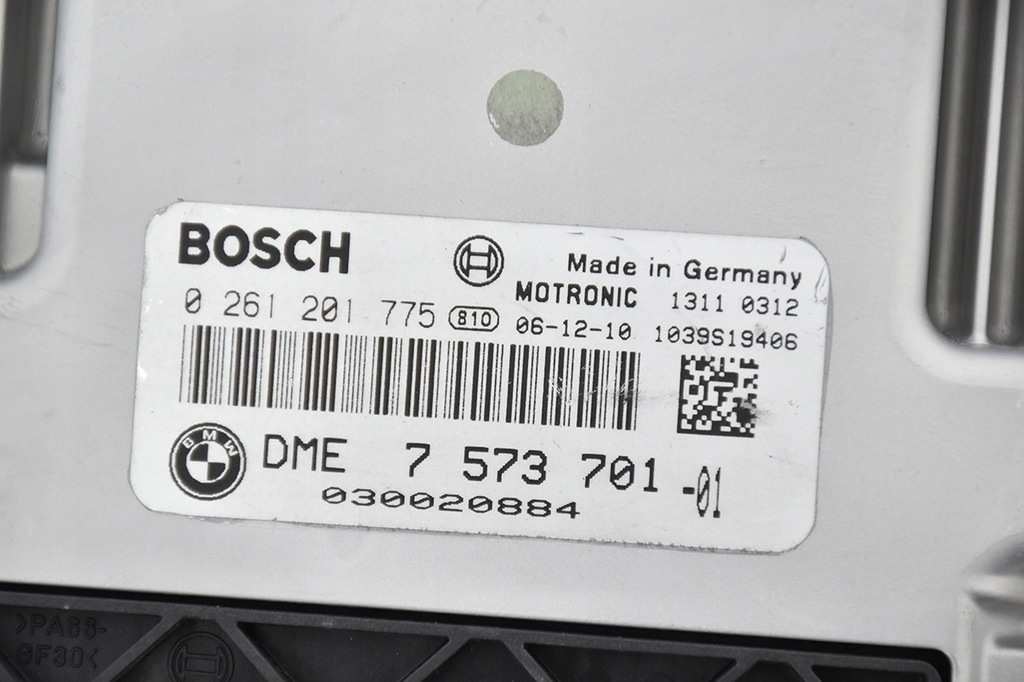 BOSCH
Made in Germany
MOTRONIC 1311 0312
0 261 201 775 810 06-12-10 1039S19406
BMW
DME 7 573 701 -01
030020884
>PA66-
GF30<